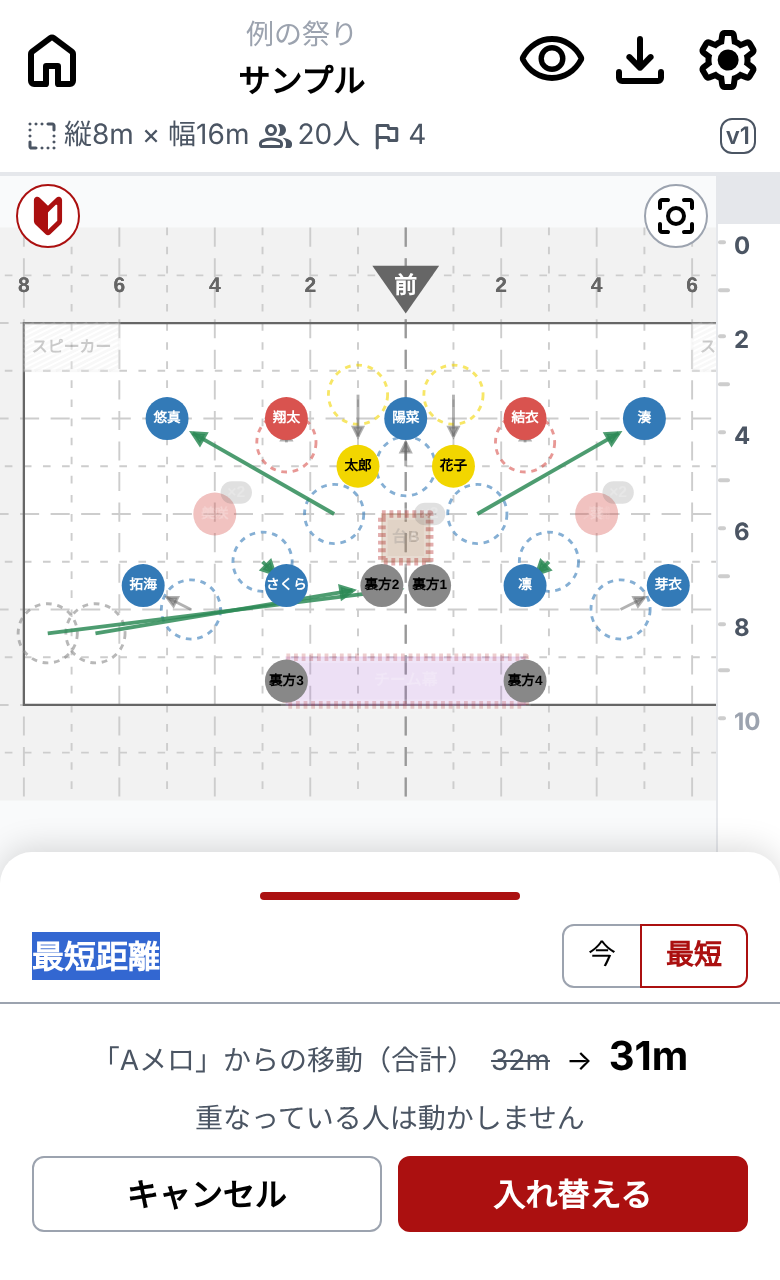 例の祭り
サンプル
縦8m × 幅16m 20人 4
v1
8 6 4 2 前 2 4 6
0
2
4
6
8
10
スピーカー
ス
悠真 翔太 陽菜 結衣 湊
太郎 花子
×2
台B
拓海 さくら 裏方2 裏方1 凛 芽衣
裏方3 チーム幕 裏方4
最短距離
今 最短
「Aメロ」からの移動（合計） 32m → 31m
重なっている人は動かしません
キャンセル 入れ替える